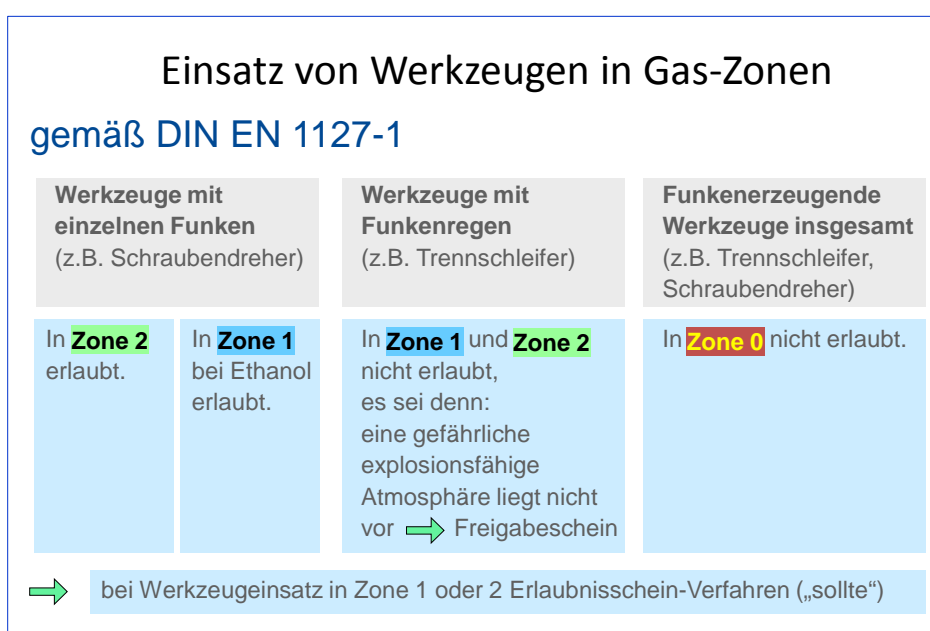 Einsatz von Werkzeugen in Gas-Zonen
gemäß DIN EN 1127-1
Werkzeuge mit
einzelnen Funken
(z.B. Schraubendreher)
Werkzeuge mit
Funkenregen
(z.B. Trennschleifer)
Funkenerzeugende
Werkzeuge insgesamt
(z.B. Trennschleifer,
Schraubendreher)
In Zone 2
erlaubt.
In Zone 1
bei Ethanol
erlaubt.
In Zone 1 und Zone 2
nicht erlaubt,
es sei denn:
eine gefährliche
explosionsfähige
Atmosphäre liegt nicht
vor Freigabeschein
In Zone 0 nicht erlaubt.
bei Werkzeugeinsatz in Zone 1 oder 2 Erlaubnisschein-Verfahren („sollte“)